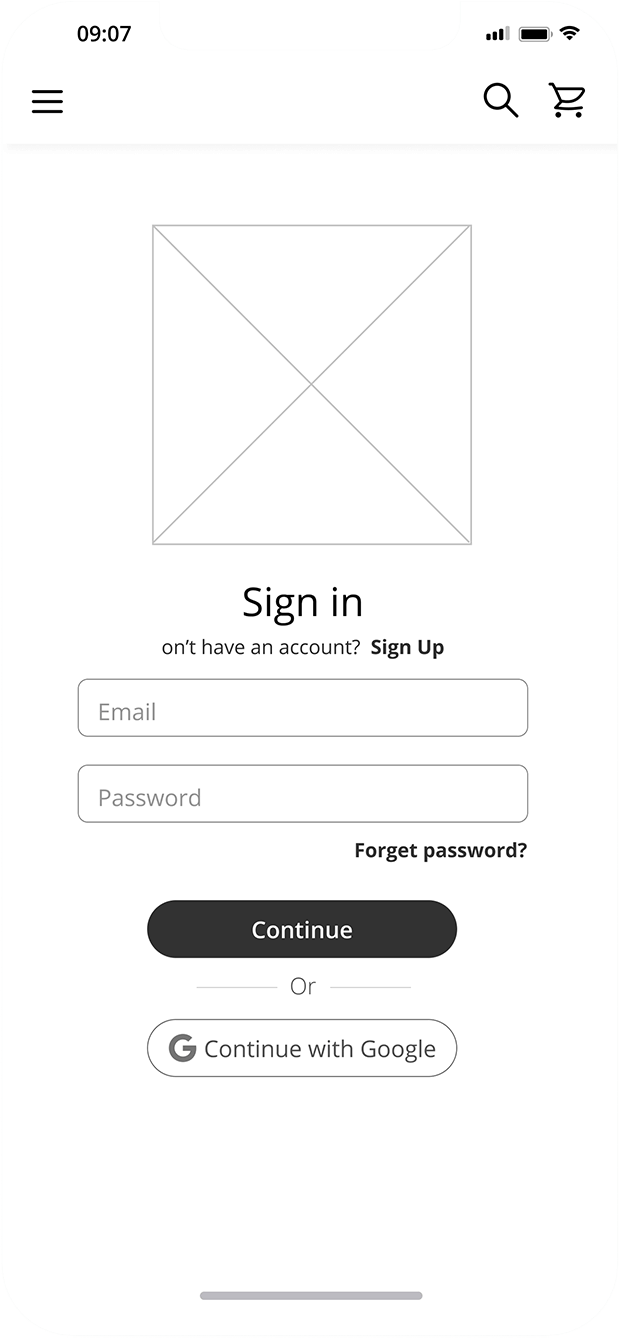 09:07
Sign in
on’t have an account? Sign Up
Email
Password
Forget password?
Continue
Or
G Continue with Google